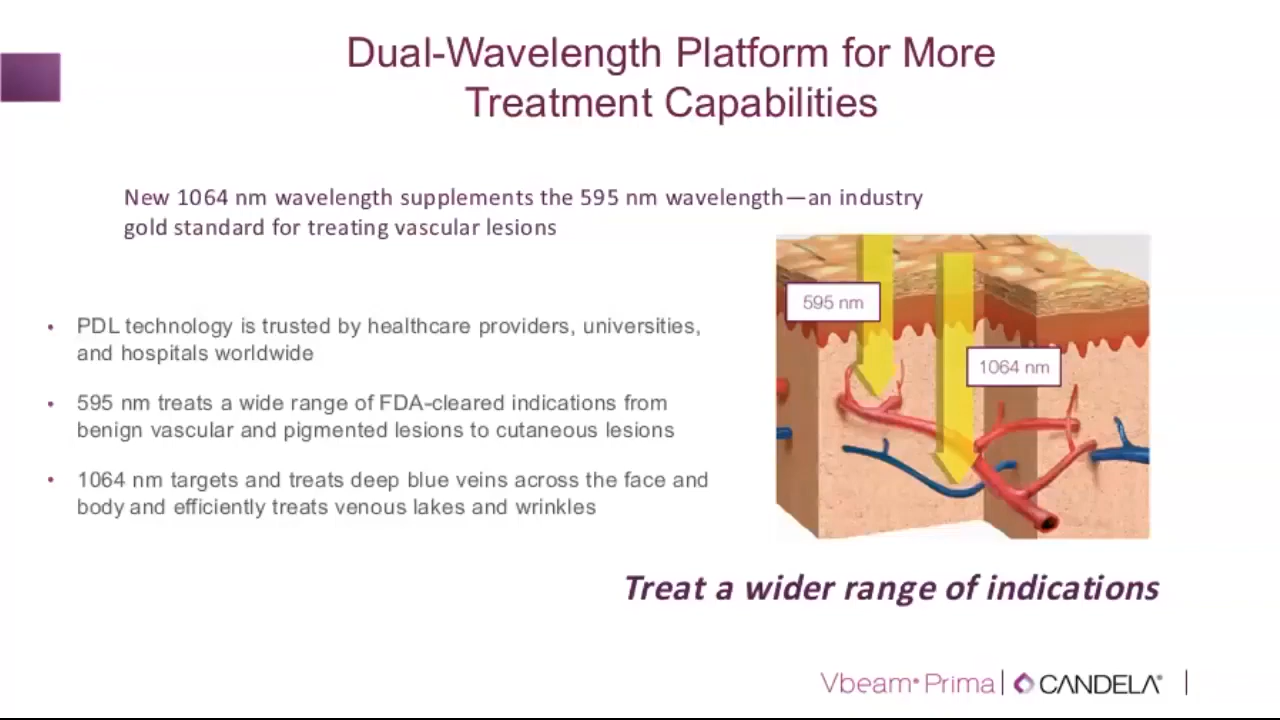 Dual-Wavelength Platform for More
Treatment Capabilities
New 1064 nm wavelength supplements the 595 nm wavelength—an industry
gold standard for treating vascular lesions
• PDL technology is trusted by healthcare providers, universities,
and hospitals worldwide
• 595 nm treats a wide range of FDA-cleared indications from
benign vascular and pigmented lesions to cutaneous lesions
• 1064 nm targets and treats deep blue veins across the face and
body and efficiently treats venous lakes and wrinkles
595 nm
1064 nm
Treat a wider range of indications
Vbeam® Prima | CANDELA® |